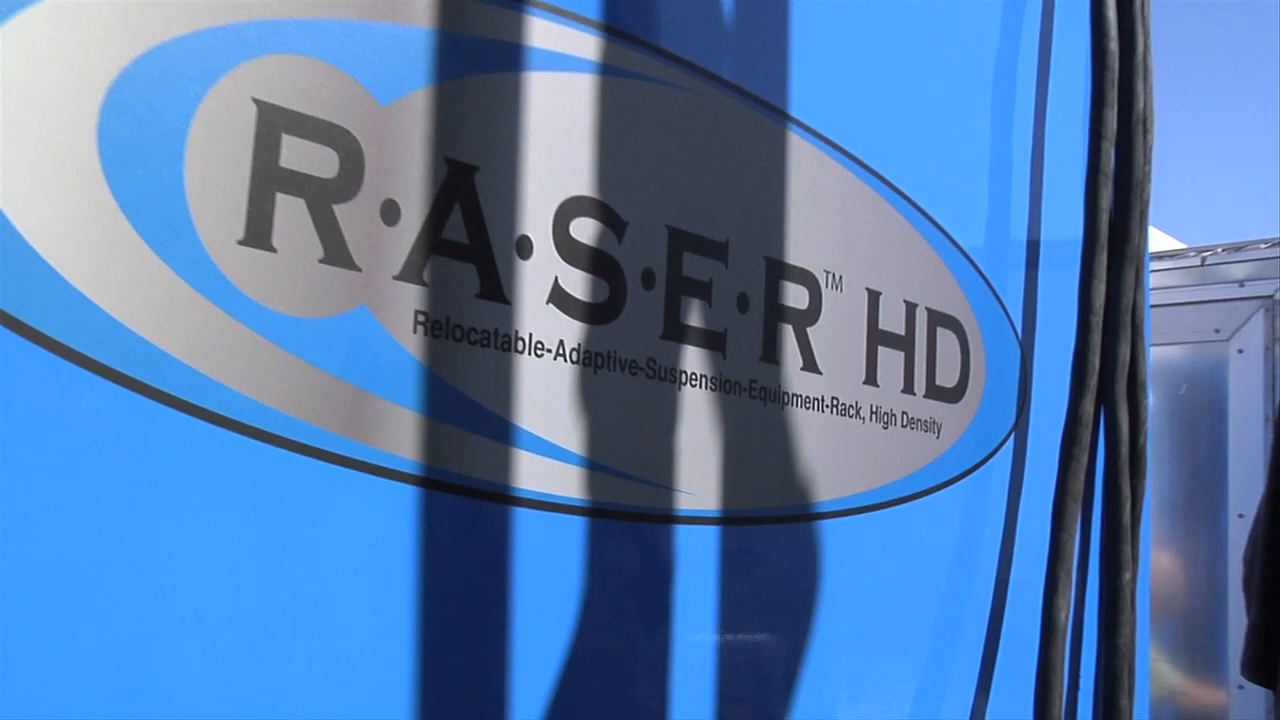 R·A·S·E·R™ HD
Relocatable-Adaptive-Suspension-Equipment-Rack, High Density